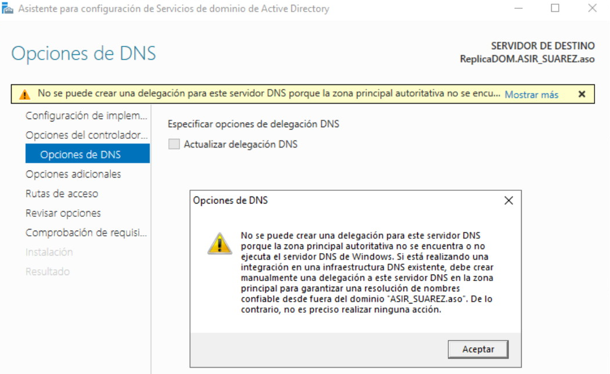 Asistente para configuración de Servicios de dominio de Active Directory
Opciones de DNS
SERVIDOR DE DESTINO
ReplicaDOM.ASIR_SUAREZ.aso
No se puede crear una delegación para este servidor DNS porque la zona principal autoritativa no se encu... Mostrar más
Configuración de implem...
Opciones del controlador...
Opciones de DNS
Opciones adicionales
Rutas de acceso
Revisar opciones
Comprobación de requisi...
Instalación
Resultado
Especificar opciones de delegación DNS
Actualizar delegación DNS
Opciones de DNS
No se puede crear una delegación para este servidor DNS
porque la zona principal autoritativa no se encuentra o no
ejecuta el servidor DNS de Windows. Si está realizando una
integración en una infraestructura DNS existente, debe crear
manualmente una delegación a este servidor DNS en la zona
principal para garantizar una resolución de nombres
confiable desde fuera del dominio "ASIR_SUAREZ.aso". De lo
contrario, no es preciso realizar ninguna acción.
Aceptar